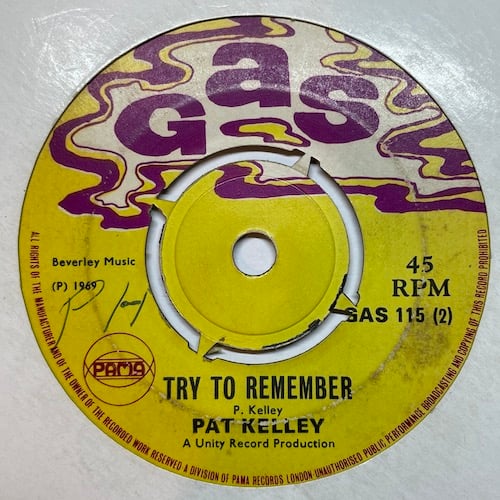 Gas
Beverley Music
(P) 1969
PH
45
RPM
GAS 115 (2)
PAMA
TRY TO REMEMBER
P. Kelley
PAT KELLEY
A Unity Record Production
ALL RIGHTS OF THE MANUFACTURER AND OF THE OWNER OF THE RECORDED WORK RESERVED A DIVISION OF PAMA RECORDS LONDON UNAUTHORISED PUBLIC PERFORMANCE BROADCASTING AND COPYING OF THIS RECORD PROHIBITED